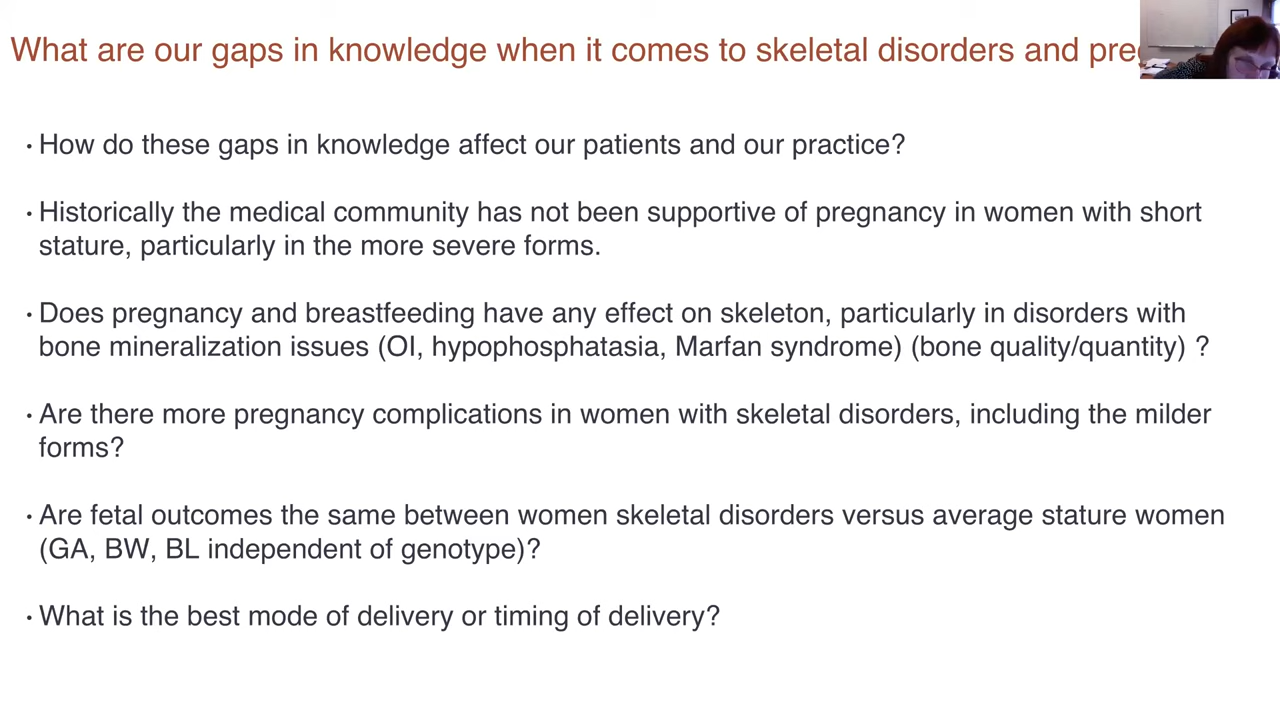 What are our gaps in knowledge when it comes to skeletal disorders and
• How do these gaps in knowledge affect our patients and our practice?
• Historically the medical community has not been supportive of pregnancy in women with short
stature, particularly in the more severe forms.
• Does pregnancy and breastfeeding have any effect on skeleton, particularly in disorders with
bone mineralization issues (OI, hypophosphatasia, Marfan syndrome) (bone quality/quantity) ?
• Are there more pregnancy complications in women with skeletal disorders, including the milder
forms?
• Are fetal outcomes the same between women skeletal disorders versus average stature women
(GA, BW, BL independent of genotype)?
• What is the best mode of delivery or timing of delivery?